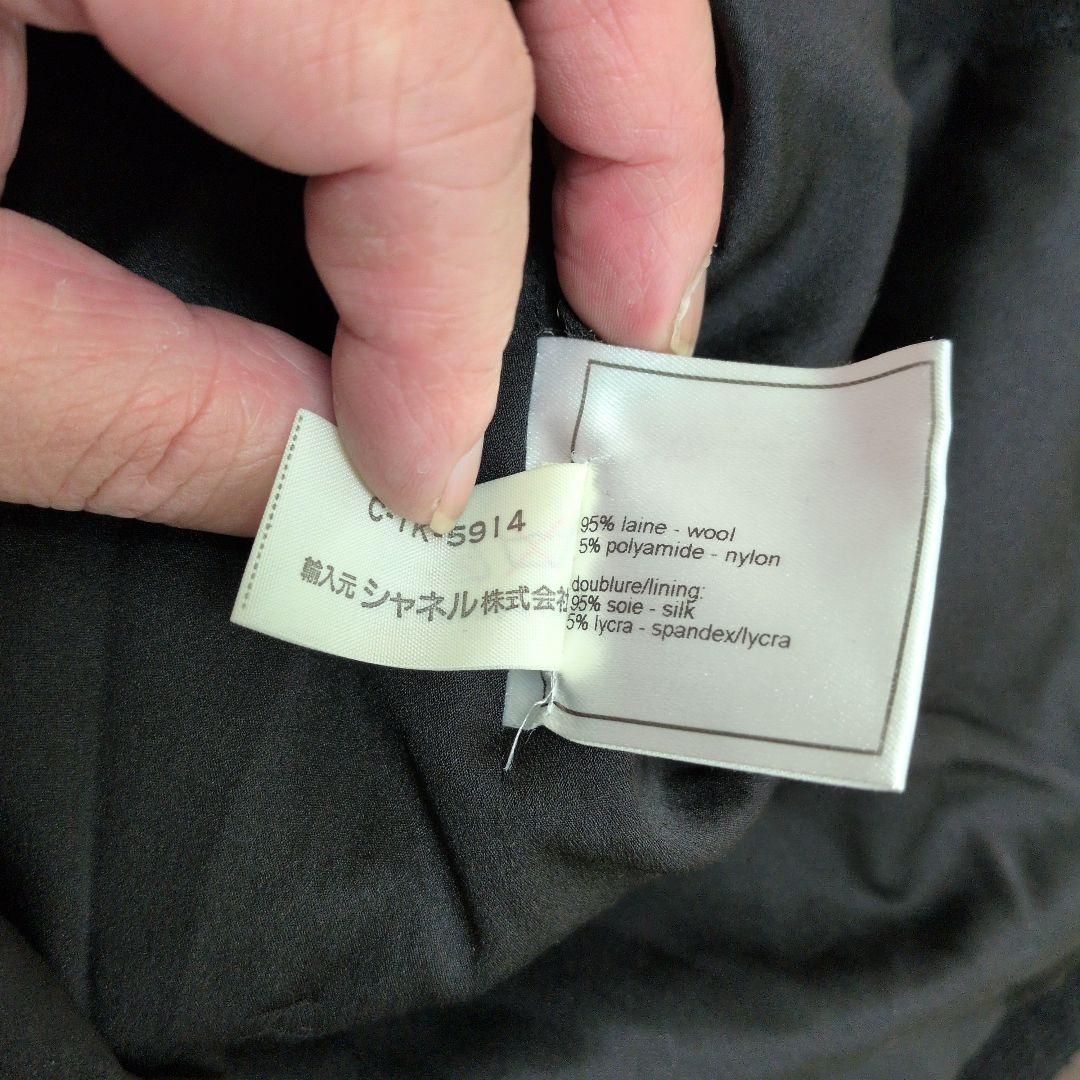 C-TK-5914
輸入元 シャネル株式会社
95% laine - wool
5% polyamide - nylon
doublure/lining:
95% soie - silk
5% lycra - spandex/lycra